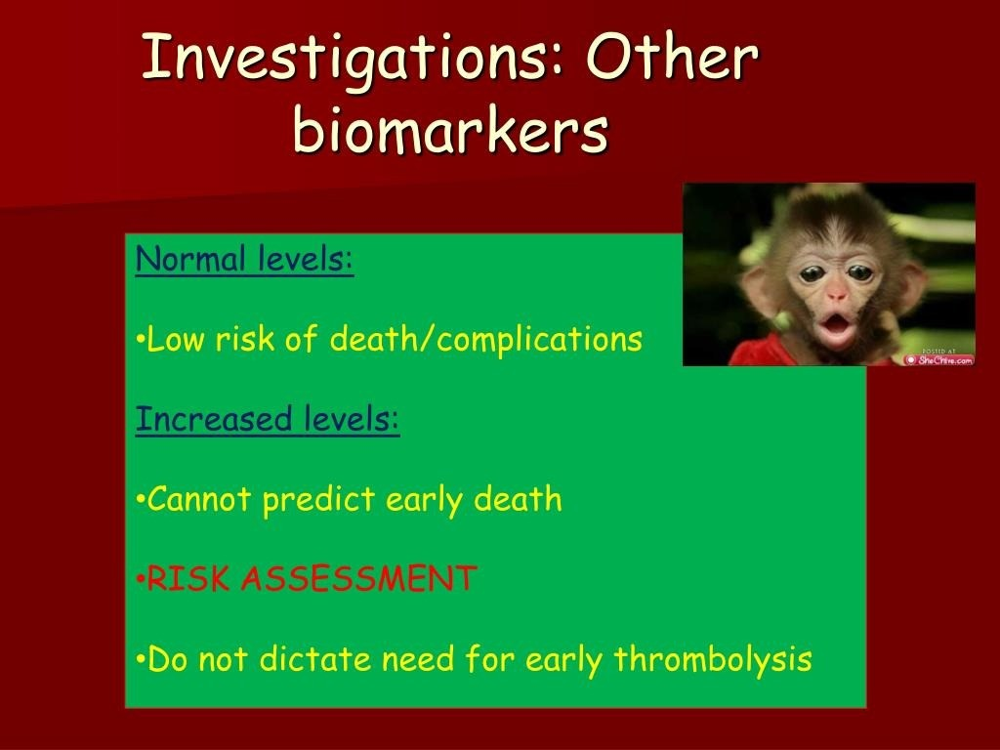 Investigations: Other
biomarkers
Normal levels:
•Low risk of death/complications
Increased levels:
•Cannot predict early death
•RISK ASSESSMENT
•Do not dictate need for early thrombolysis
POSTED AT
SheChive.com